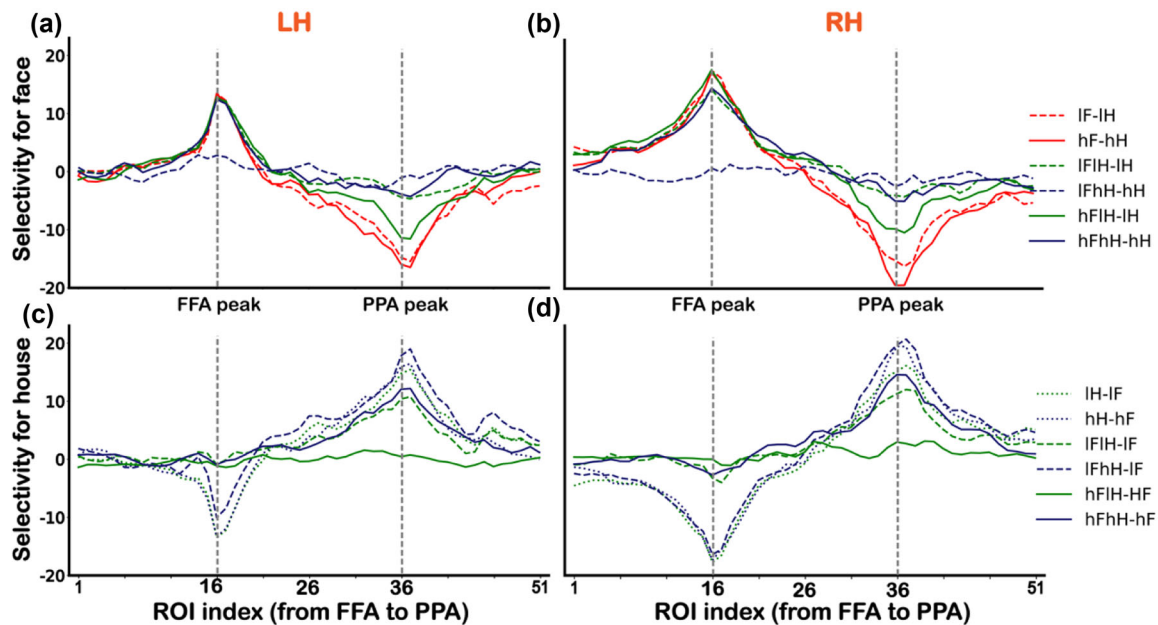 (a)
LH
(b)
RH
Selectivity for face
20
10
0
-10
-20
FFA peak
PPA peak
FFA peak
PPA peak
lF-lH
hF-hH
lFlH-lH
lFhH-hH
hFlH-lH
hFhH-hH
(c)
(d)
Selectivity for house
20
10
0
-10
-20
1
16
26
36
51
ROI index (from FFA to PPA)
1
16
26
36
51
ROI index (from FFA to PPA)
lH-lF
hH-hF
lFlH-lF
lFhH-lF
hFlH-HF
hFhH-hF